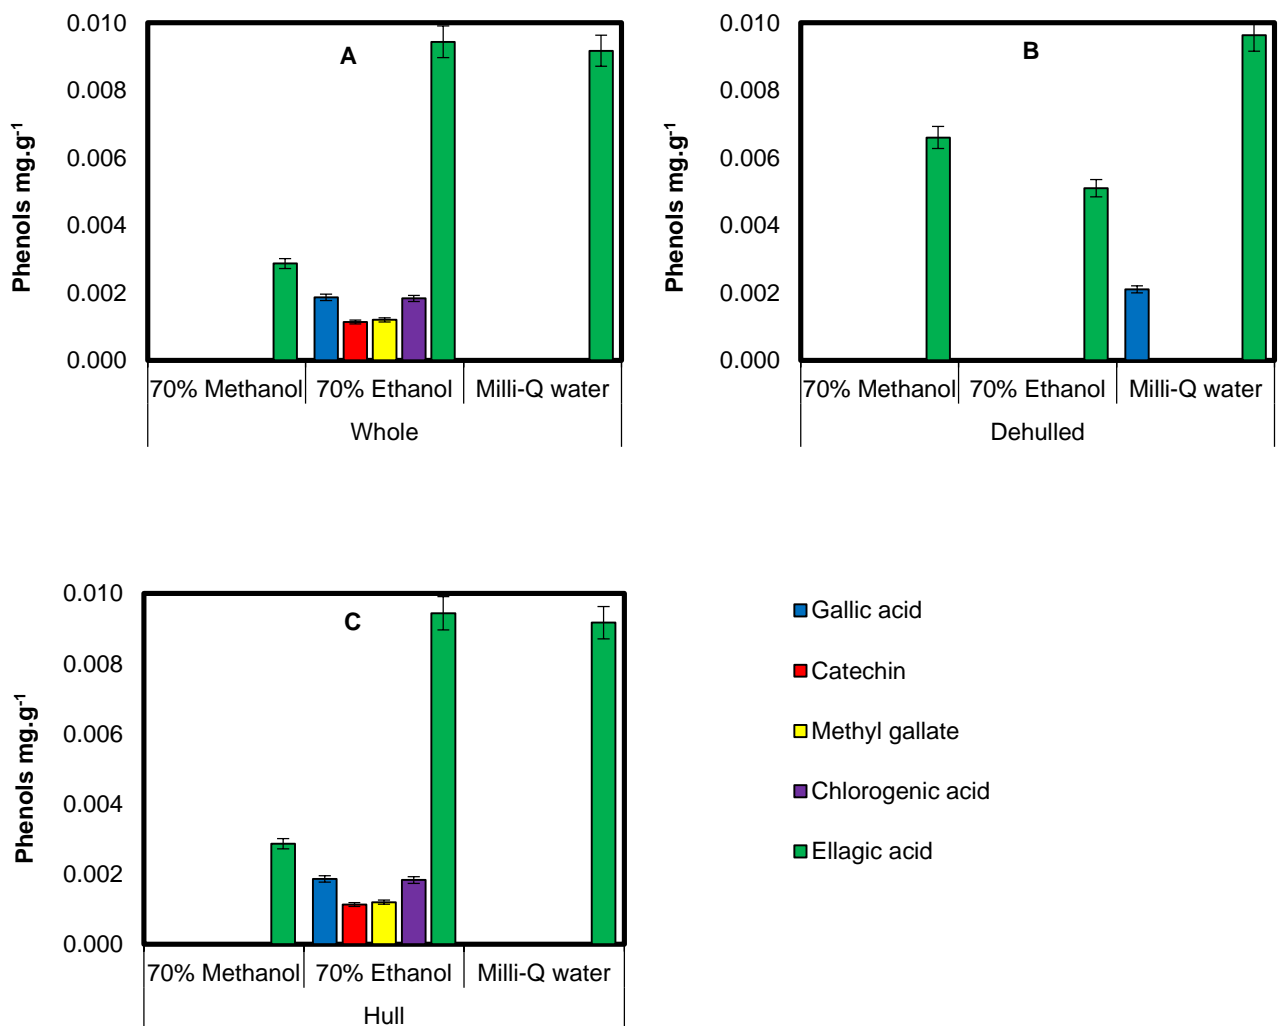 A
Phenols mg.g-1
0.010
0.008
0.006
0.004
0.002
0.000
70% Methanol 70% Ethanol Milli-Q water
Whole
B
Phenols mg.g-1
0.010
0.008
0.006
0.004
0.002
0.000
70% Methanol 70% Ethanol Milli-Q water
Dehulled
C
Phenols mg.g-1
0.010
0.008
0.006
0.004
0.002
0.000
70% Methanol 70% Ethanol Milli-Q water
Hull
Gallic acid
Catechin
Methyl gallate
Chlorogenic acid
Ellagic acid